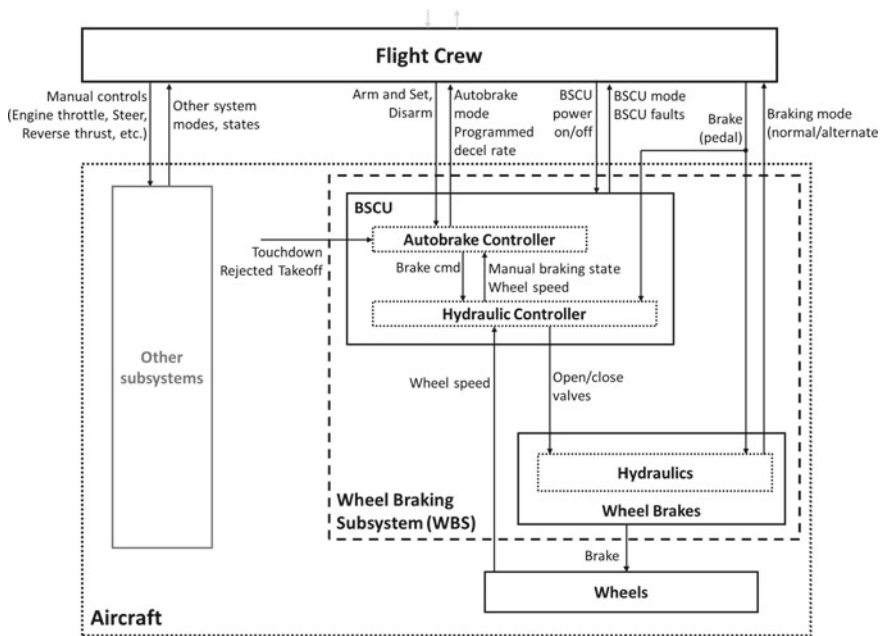 Flight Crew
Manual controls
(Engine throttle, Steer,
Reverse thrust, etc.)
Other system
modes, states
Arm and Set,
Disarm
Autobrake
mode
Programmed
decel rate
BSCU
power
on/off
BSCU mode
BSCU faults
Brake
(pedal)
Braking mode
(normal/alternate
BSCU
Autobrake Controller
Touchdown
Rejected Takeoff
Brake cmd
Manual braking state
Wheel speed
Hydraulic Controller
Other
subsystems
Wheel speed
Open/close
valves
Hydraulics
Wheel Brakes
Wheel Braking
Subsystem (WBS)
Brake
Wheels
Aircraft